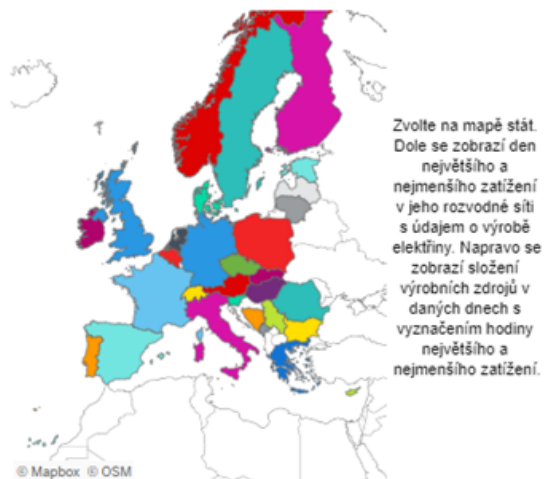 Zvolte na mapě stát.
Dole se zobrazí den
největšího a
nejmenšího zatížení
v jeho rozvodné síti
s údajem o výrobě
elektřiny. Napravo se
zobrazí složení
výrobních zdrojů v
daných dnech s
vyznačením hodiny
největšího a
nejmenšího zatížení.
© Mapbox © OSM